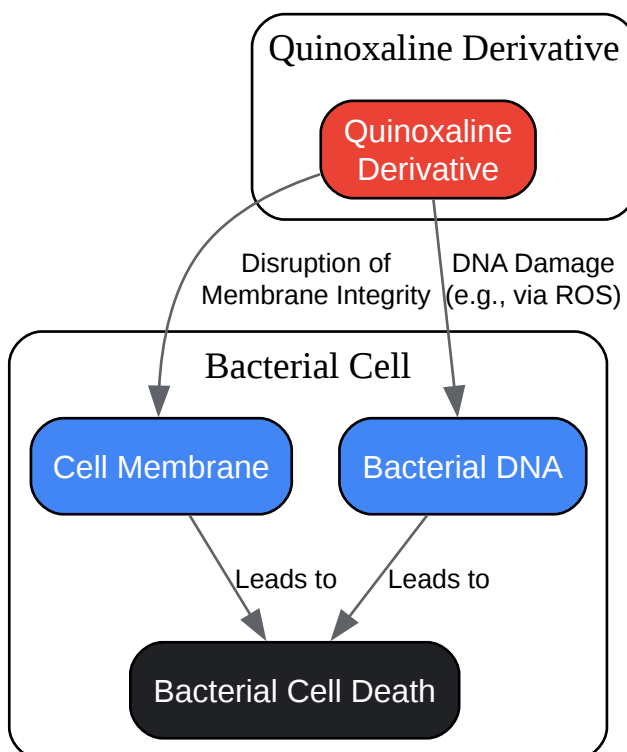 Quinoxaline Derivative
Quinoxaline
Derivative
Disruption of
Membrane Integrity
DNA Damage
(e.g., via ROS)
Bacterial Cell
Cell Membrane
Bacterial DNA
Leads to
Leads to
Bacterial Cell Death